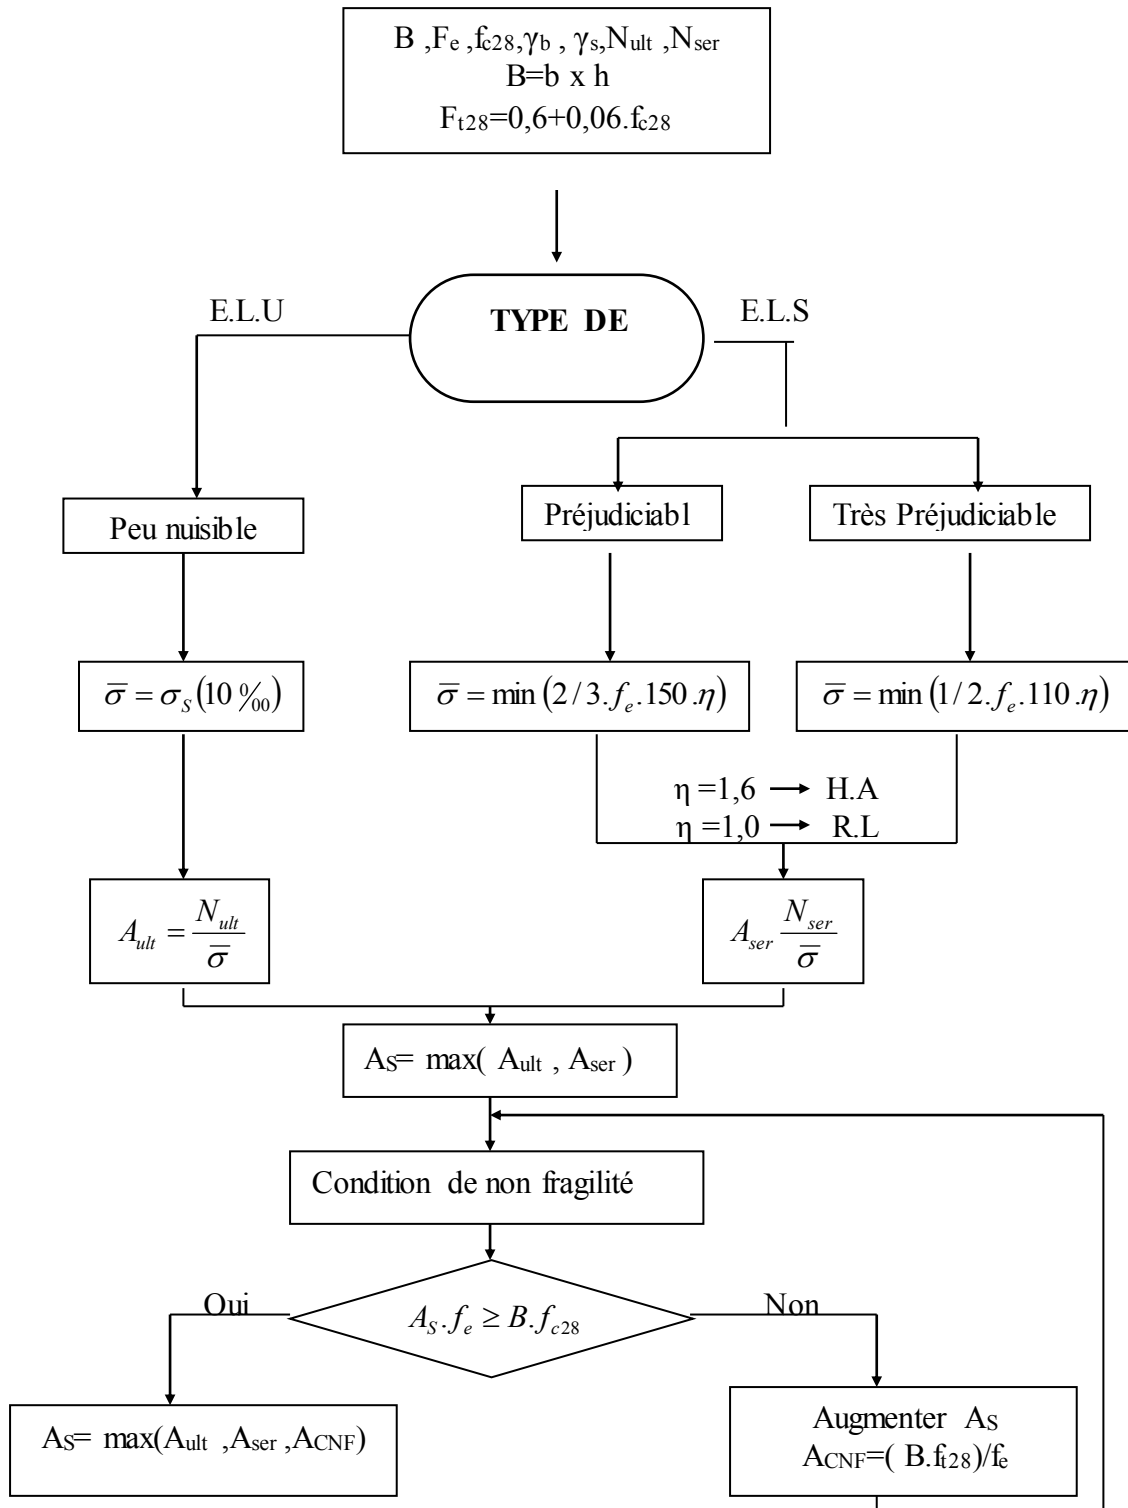 B ,Fe ,fc28,γb , γs,Nult ,Nser
B=b x h
Ft28=0,6+0,06.fc28
E.L.U
TYPE DE
E.L.S
Peu nuisible
Préjudiciabl
Très Préjudiciable
σ̅ = σS(10 ‰)
σ̅ = min (2/3.fe.150.η)
σ̅ = min (1/2.fe.110.η)
η =1,6 → H.A
η =1,0 → R.L
Ault = Nult / σ̅
Aser Nser / σ̅
AS= max( Ault , Aser )
Condition de non fragilité
Oui
AS.fe ≥ B.fc28
Non
AS= max(Ault ,Aser ,ACNF)
Augmenter AS
ACNF=( B.ft28)/fe